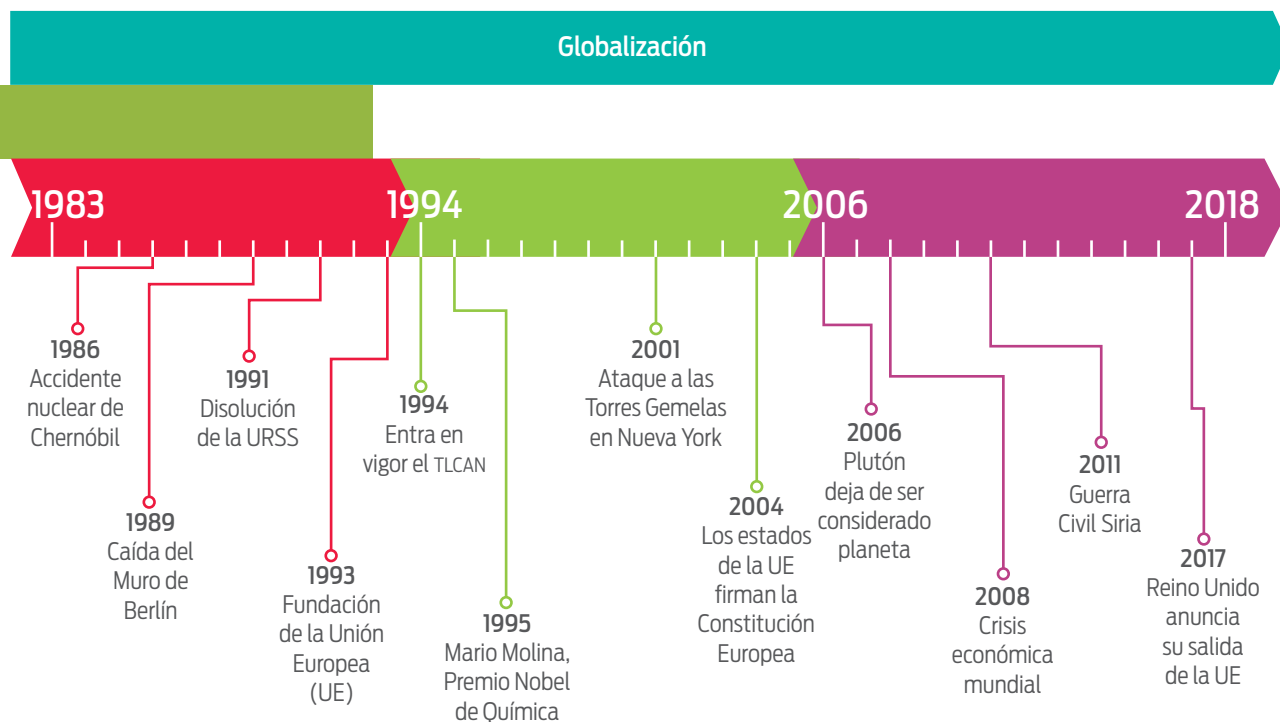 Globalización
1983
1994
2006
2018
1986
Accidente
nuclear de
Chernóbil
1989
Caída del
Muro de
Berlín
1991
Disolución
de la URSS
1993
Fundación
de la Unión
Europea
(UE)
1994
Entra en
vigor el TLCAN
1995
Mario Molina,
Premio Nobel
de Química
2001
Ataque a las
Torres Gemelas
en Nueva York
2004
Los estados
de la UE
firman la
Constitución
Europea
2006
Plutón
deja de ser
considerado
planeta
2008
Crisis
económica
mundial
2011
Guerra
Civil Siria
2017
Reino Unido
anuncia
su salida
de la UE